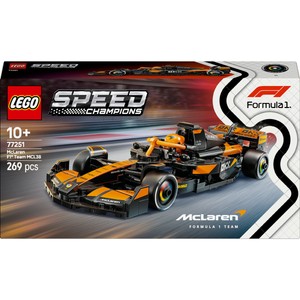 LEGO
SPEED
CHAMPIONS
F1
Formula 1.
10+
77251
McLaren
F1® Team MCL38
269 pcs
McLaren
FORMULA 1 TEAM